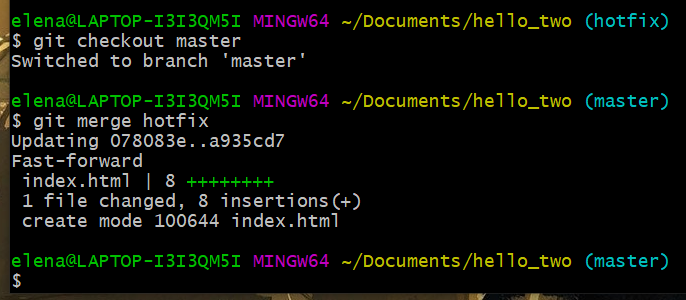 elena@LAPTOP-I3I3QM5I MINGW64 ~/Documents/hello_two (hotfix)
$ git checkout master
Switched to branch 'master'
elena@LAPTOP-I3I3QM5I MINGW64 ~/Documents/hello_two (master)
$ git merge hotfix
Updating 078083e..a935cd7
Fast-forward
 index.html | 8 ++++++++
 1 file changed, 8 insertions(+)
 create mode 100644 index.html
elena@LAPTOP-I3I3QM5I MINGW64 ~/Documents/hello_two (master)
$